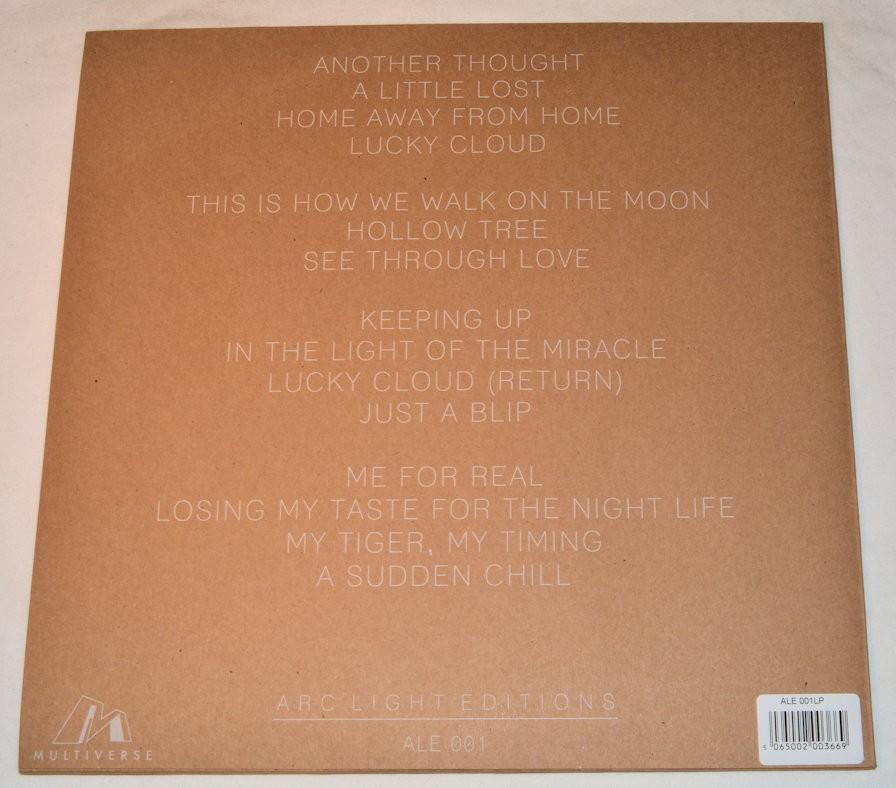 ANOTHER THOUGHT
A LITTLE LOST
HOME AWAY FROM HOME
LUCKY CLOUD
THIS IS HOW WE WALK ON THE MOON
HOLLOW TREE
SEE THROUGH LOVE
KEEPING UP
IN THE LIGHT OF THE MIRACLE
LUCKY CLOUD (RETURN)
JUST A BLIP
ME FOR REAL
LOSING MY TASTE FOR THE NIGHT LIFE
MY TIGER, MY TIMING
A SUDDEN CHILL
ARC LIGHT EDITIONS
ALE 001
MULTIVERSE
ALE 001LP
5 065002 003669